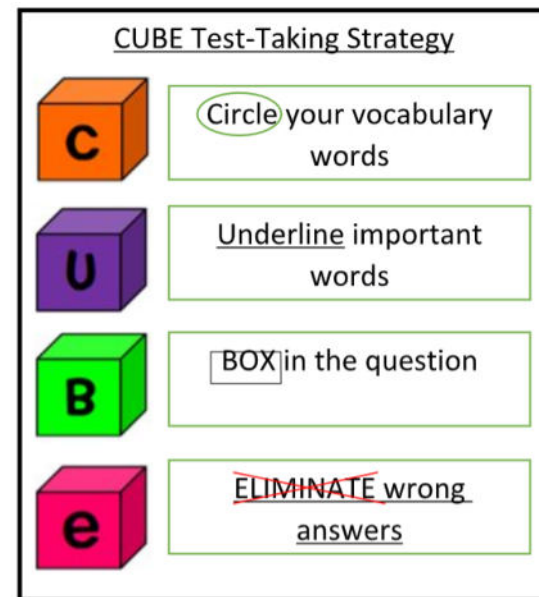 CUBE Test-Taking Strategy
C
Circle your vocabulary
words
U
Underline important
words
B
BOX in the question
e
ELIMINATE wrong
answers